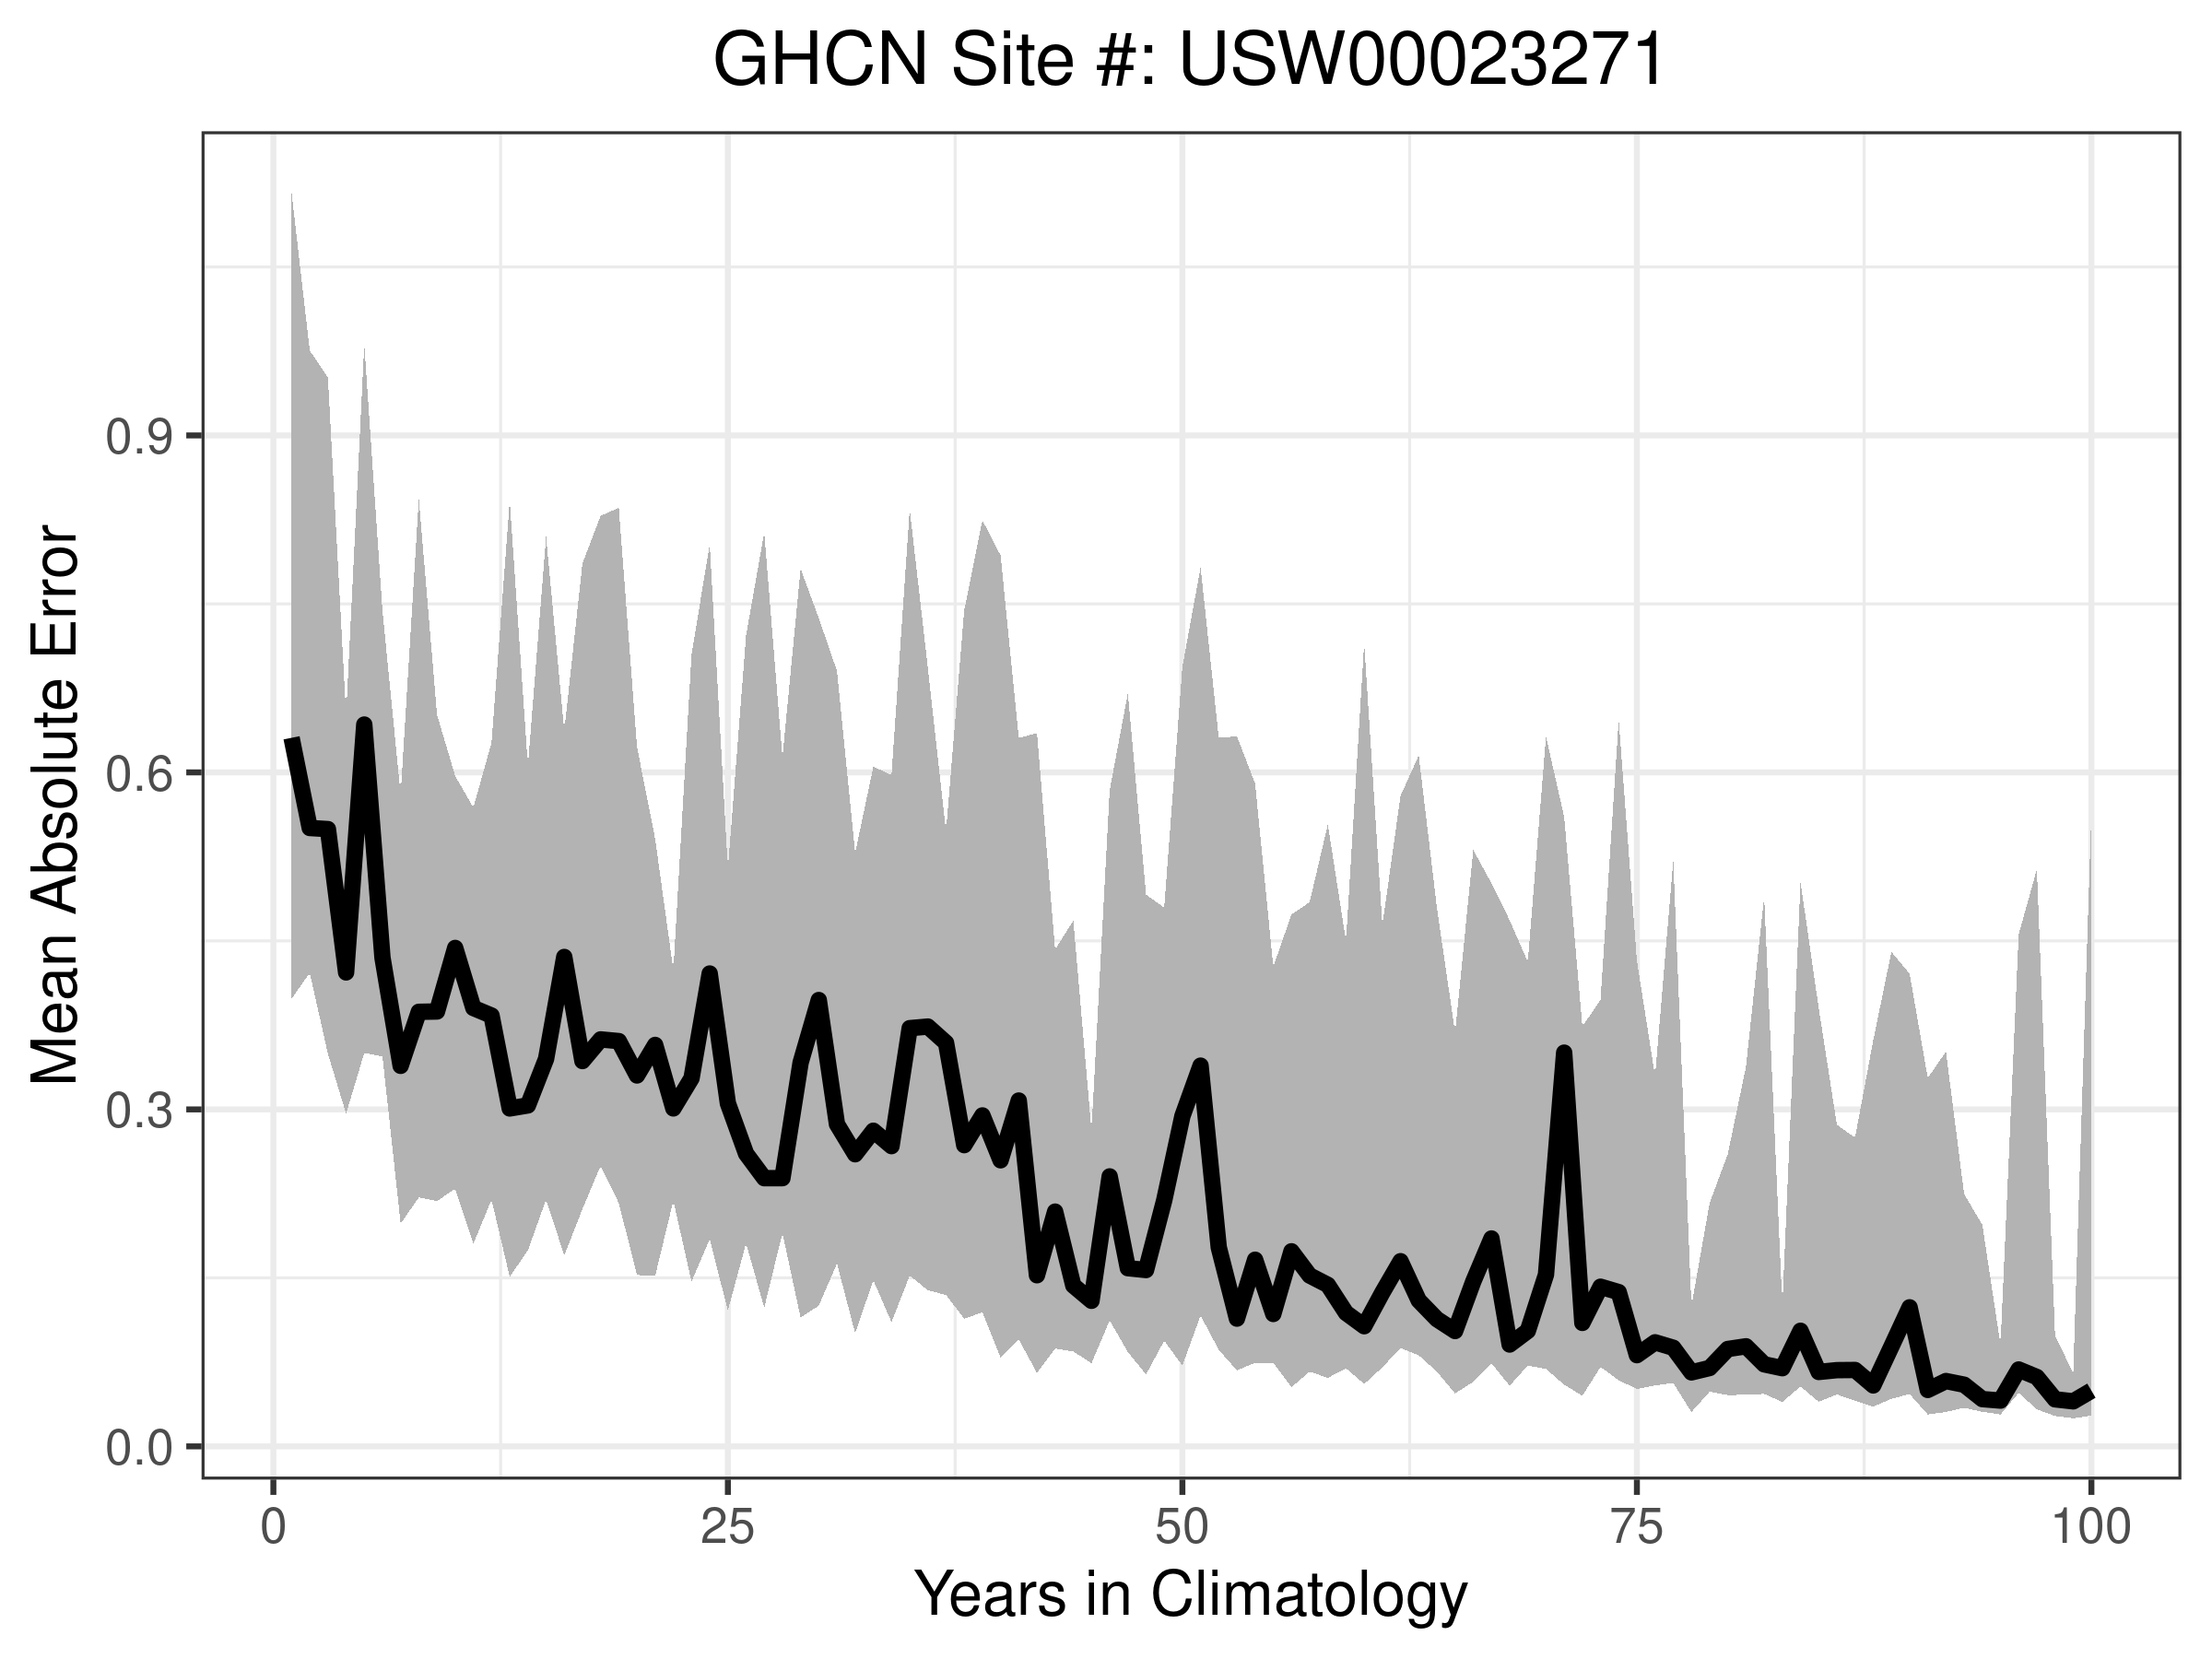 GHCN Site #: USW00023271
Mean Absolute Error
0.9
0.6
0.3
0.0
0 25 50 75 100
Years in Climatology